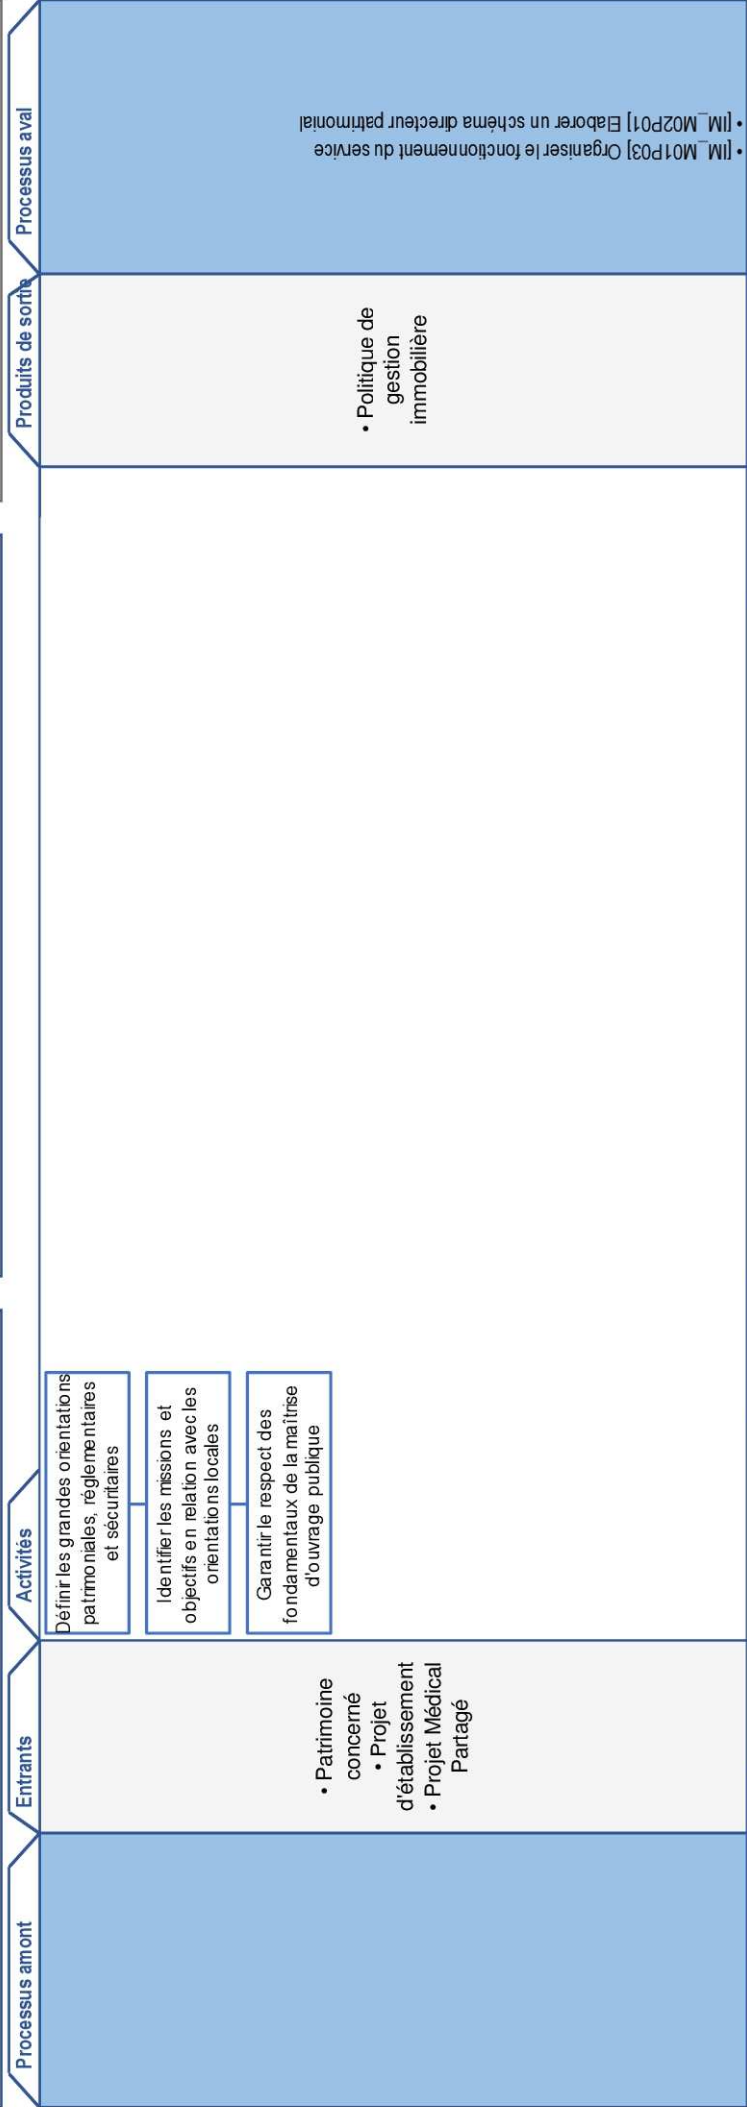 Processus amont
Entrants
Activités
Produits de sortie
Processus aval
• Patrimoine
concerné
• Projet
d'établissement
• Projet Médical
Partagé
Définir les grandes orientations
patrimoniales, réglementaires
et sécuritaires
Identifier les missions et
objectifs en relation avec les
orientations locales
Garantir le respect des
fondamentaux de la maîtrise
d'ouvrage publique
• Politique de
gestion
immobilière
• [IM_M01P03] Organiser le fonctionnement du service
• [IM_M02P01] Elaborer un schéma directeur patrimonial